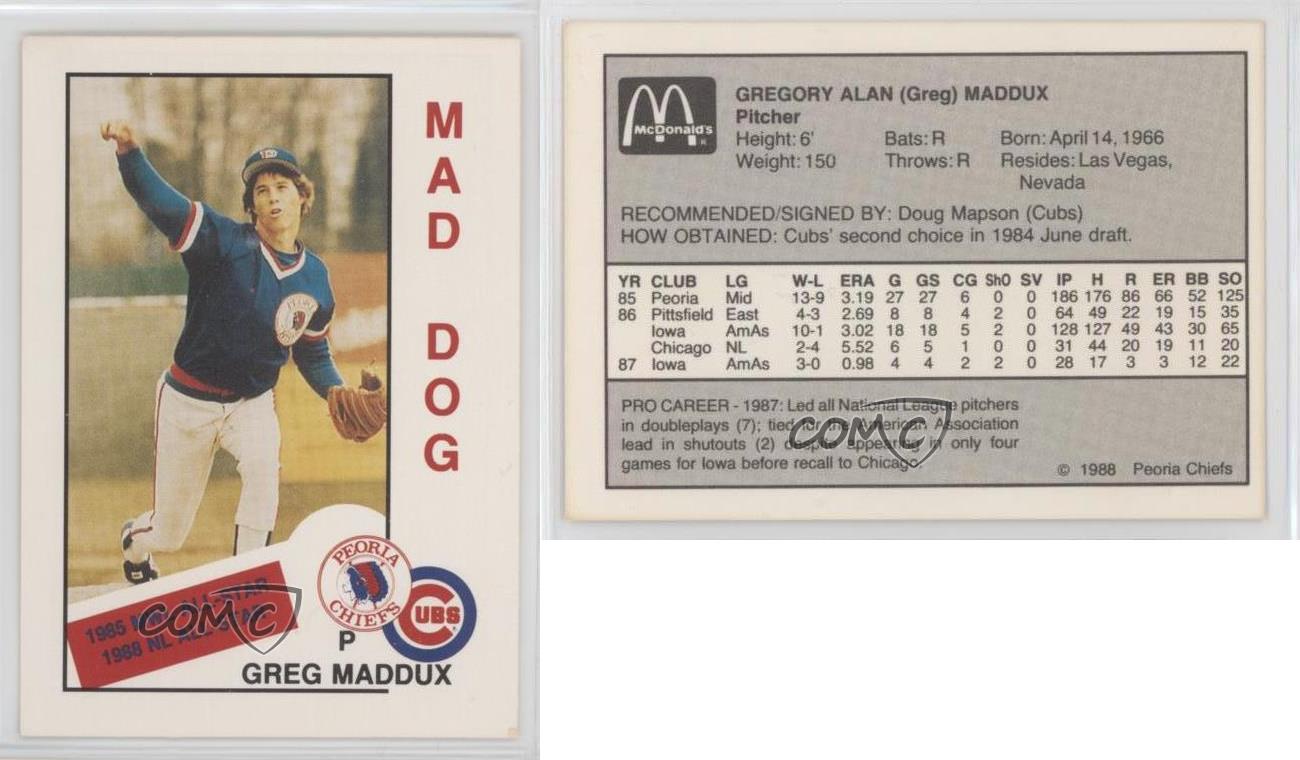 MAD
DOG
PEORIA
CHIEFS
CUBS
1985 MWL ALL-STAR
1988 NL ALL-STAR
COMC
P
GREG MADDUX
McDonald's
GREGORY ALAN (Greg) MADDUX
Pitcher
Height: 6' Bats: R Born: April 14, 1966
Weight: 150 Throws: R Resides: Las Vegas,
Nevada
RECOMMENDED/SIGNED BY: Doug Mapson (Cubs)
HOW OBTAINED: Cubs' second choice in 1984 June draft.
YR CLUB LG W-L ERA G GS CG ShO SV IP H R ER BB SO
85 Peoria Mid 13-9 3.19 27 27 6 0 0 186 176 86 66 52 125
86 Pittsfield East 4-3 2.69 8 8 4 2 0 64 49 22 19 15 35
Iowa AmAs 10-1 3.02 18 18 5 2 0 128 127 49 43 30 65
Chicago NL 2-4 5.52 6 5 1 0 0 31 44 20 19 11 20
87 Iowa AmAs 3-0 0.98 4 4 2 2 0 28 17 3 3 12 22
PRO CAREER - 1987: Led all National League pitchers
in doubleplays (7); tied for the American Association
lead in shutouts (2) despite appearing in only four
games for Iowa before recall to Chicago.
COMC
© 1988 Peoria Chiefs